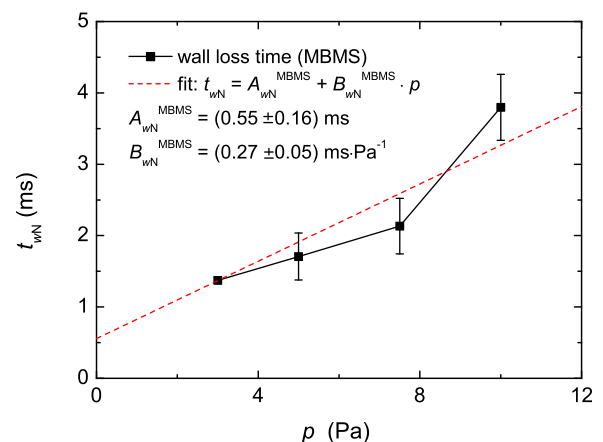 wall loss time (MBMS)
fit: t_wN = A_wN^MBMS + B_wN^MBMS · p
A_wN^MBMS = (0.55 ±0.16) ms
B_wN^MBMS = (0.27 ±0.05) ms·Pa^-1
5
4
3
2
1
0
t_wN (ms)
0 4 8 12
p (Pa)